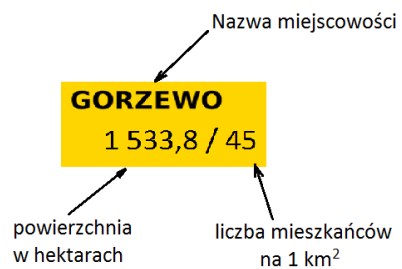 Nazwa miejscowości
GORZEWO
1 533,8 / 45
powierzchnia
w hektarach
liczba mieszkańców
na 1 km²